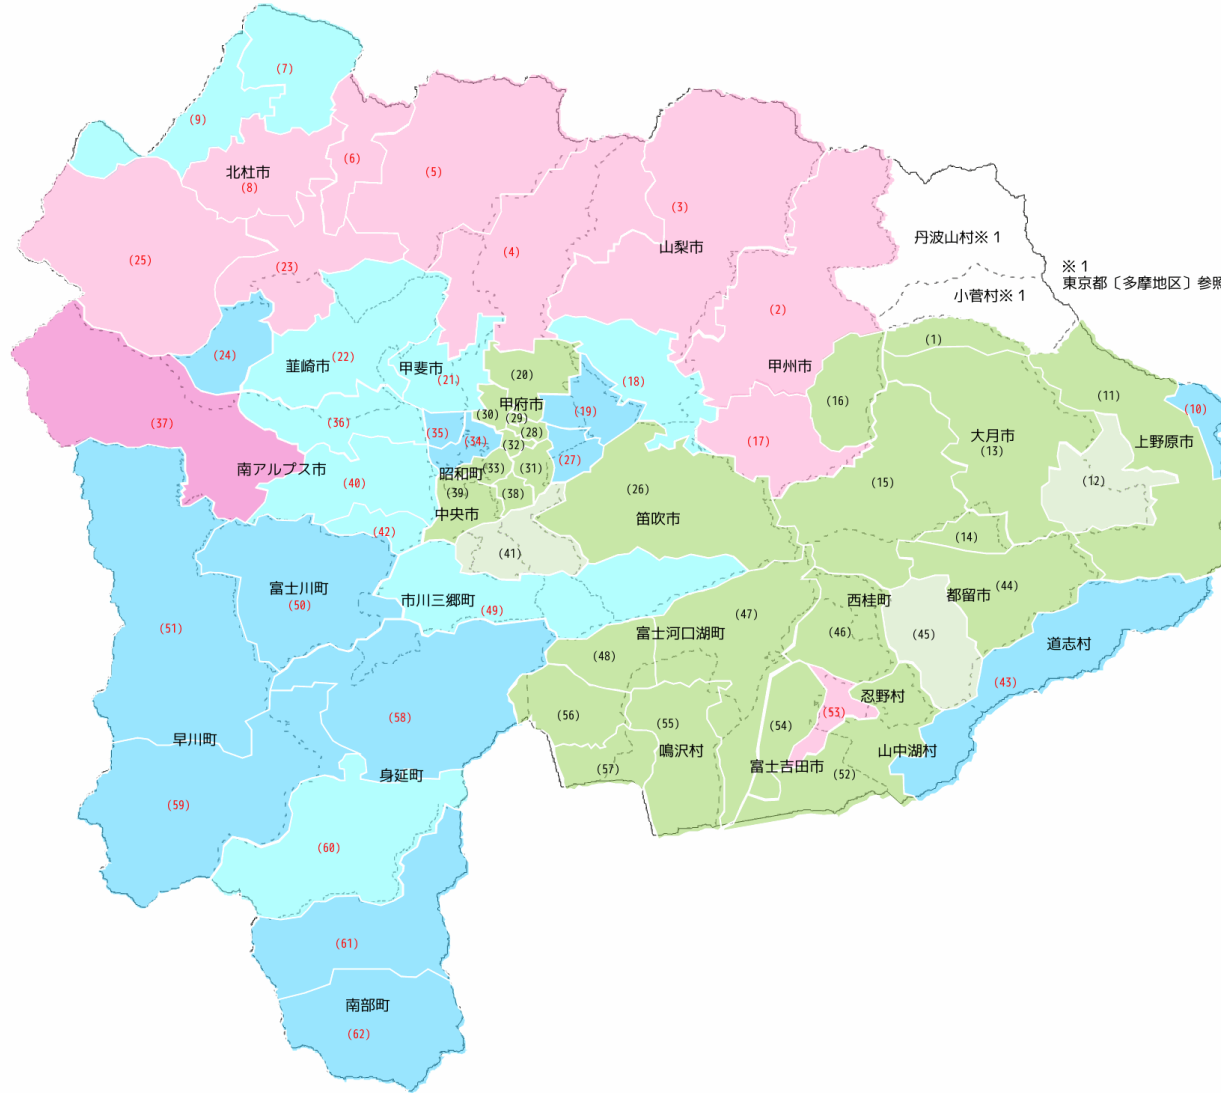 (7)
(9)
(6)
(5)
北杜市
(8)
(3)
丹波山村※１
山梨市
(4)
(25)
(23)
※１
東京都〔多摩地区〕参照
小菅村※１
(2)
(1)
(24)
(22)
韮崎市
甲斐市
(21)
(20)
(18)
甲州市
(16)
(11)
(10)
甲府市
(30)
(29)
(19)
(37)
(36)
(35)
(34)
(28)
(32)
(17)
大月市
(13)
上野原市
(27)
南アルプス市
昭和町
(33)
(31)
(40)
(39)
(38)
(26)
(15)
(12)
中央市
笛吹市
(42)
(14)
(41)
富士川町
(50)
市川三郷町
(49)
(44)
西桂町
都留市
(47)
(51)
富士河口湖町
(46)
(45)
道志村
(48)
(43)
忍野村
(58)
(56)
(55)
(54)
(53)
早川町
鳴沢村
山中湖村
(57)
富士吉田市
(52)
身延町
(59)
(60)
(61)
南部町
(62)